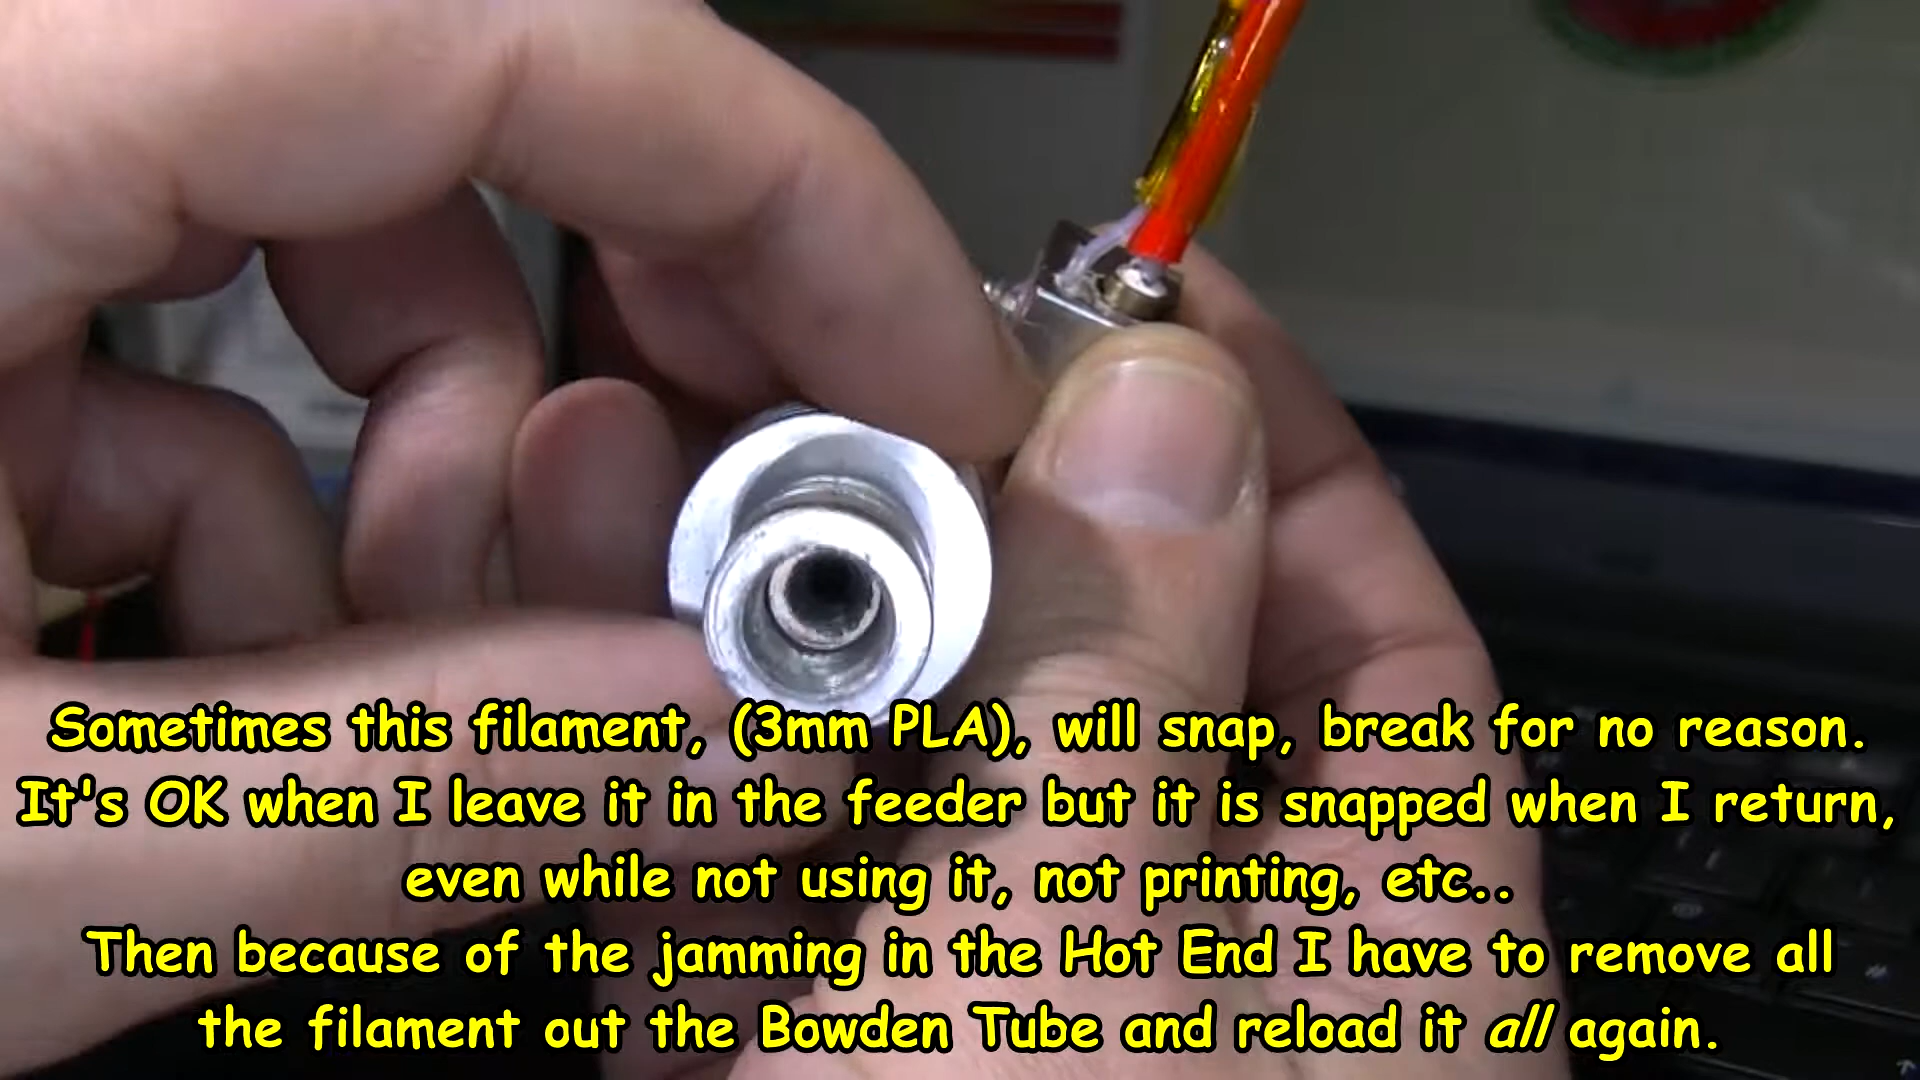 Sometimes this filament, (3mm PLA), will snap, break for no reason.
It's OK when I leave it in the feeder but it is snapped when I return,
even while not using it, not printing, etc..
Then because of the jamming in the Hot End I have to remove all
the filament out the Bowden Tube and reload it all again.